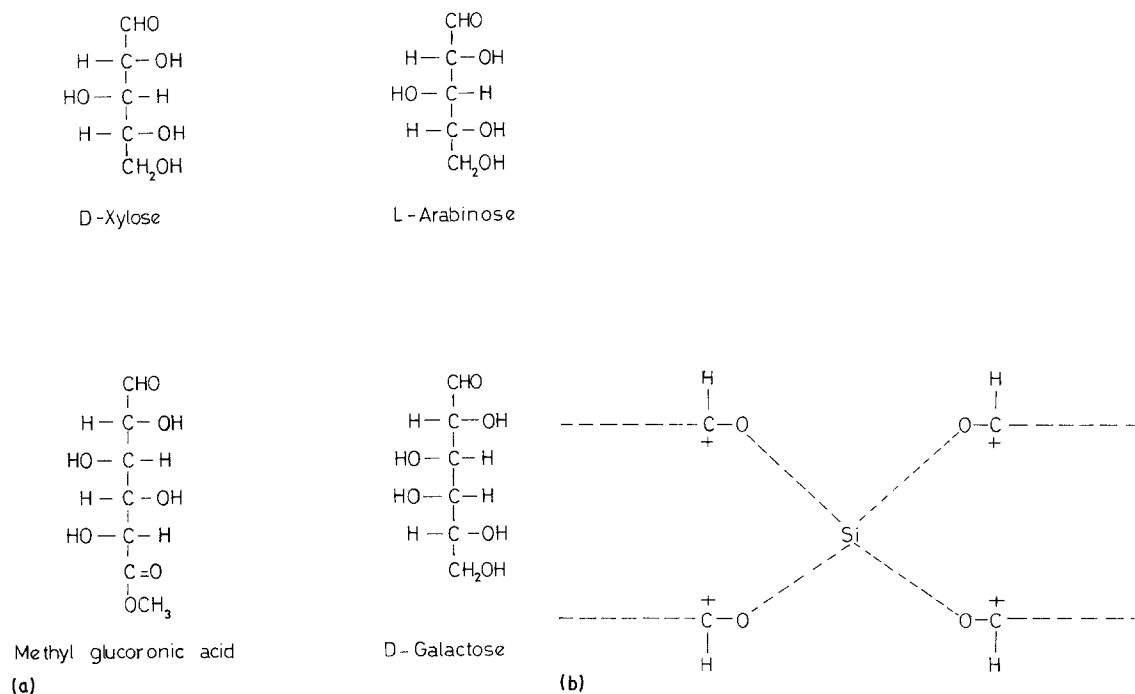 CHO
H-C-OH
HO-C-H
H-C-OH
CH₂OH
D-Xylose
CHO
H-C-OH
HO-C-H
H-C-OH
CH₂OH
L-Arabinose
CHO
H-C-OH
HO-C-H
H-C-OH
HO-C-H
C=O
OCH₃
Methyl glucoronic acid
(a)
CHO
H-C-OH
HO-C-H
HO-C-H
H-C-OH
CH₂OH
D-Galactose
H H
C-O O-C
+ +
Si
+ +
C-O O-C
H H
(b)